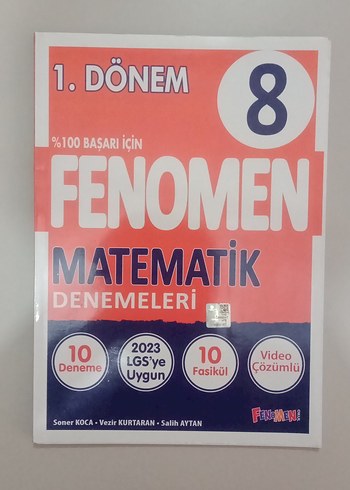 1. DÖNEM
8
%100 BAŞARI İÇİN
FENOMEN
MATEMATİK
DENEMELERİ
10
Deneme
2023
LGS'ye
Uygun
10
Fasikül
Video
Çözümlü
Soner KOCA • Vezir KURTARAN • Salih AYTAN
FENOMEN